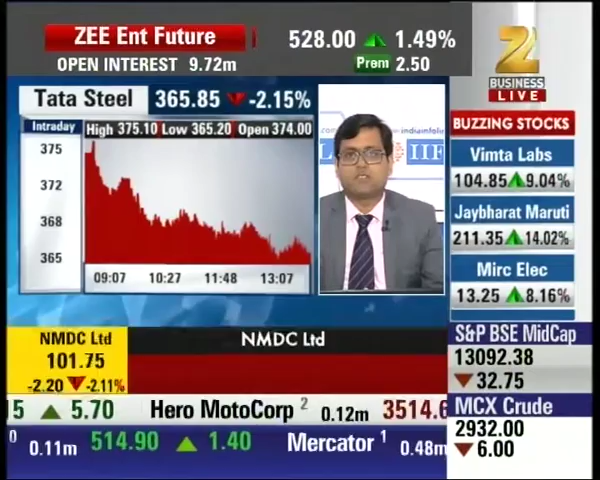 ZEE Ent Future
528.00 1.49%
OPEN INTEREST 9.72m
Prem 2.50
Z
BUSINESS
LIVE
Tata Steel 365.85 -2.15%
Intraday High 375.10 Low 365.20 Open 374.00
375
372
368
365
09:07 10:27 11:48 13:07
indiainfoli
IIF
BUZZING STOCKS
Vimta Labs
104.85 9.04%
Jaybharat Maruti
211.35 14.02%
Mirc Elec
13.25 8.16%
S&P BSE MidCap
13092.38
32.75
MCX Crude
2932.00
6.00
NMDC Ltd
101.75
-2.20 -2.11%
NMDC Ltd
5 5.70 Hero MotoCorp 2 0.12m 3514.6
0 0.11m 514.90 1.40 Mercator 1 0.48m